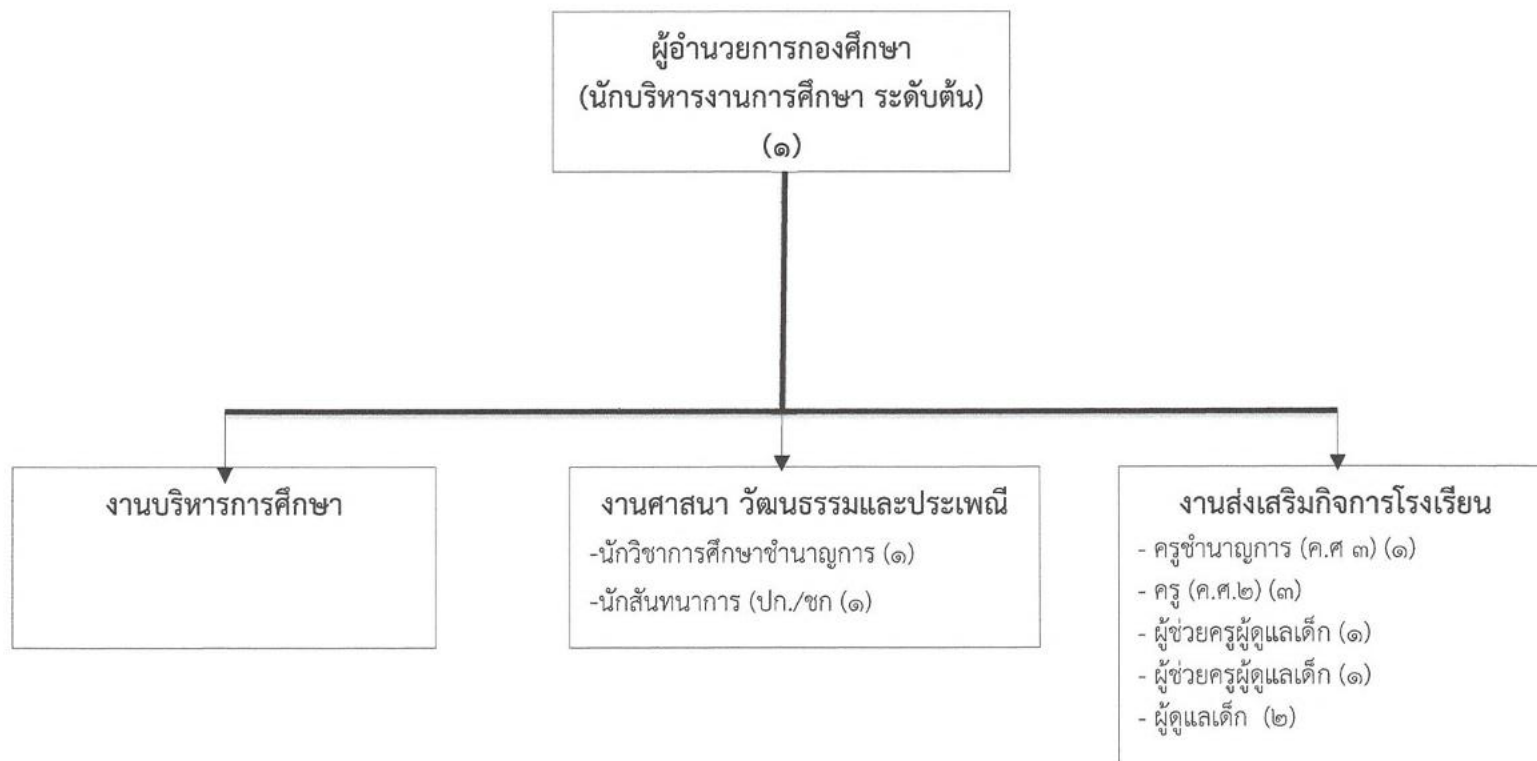 ผู้อำนวยการกองศึกษา
(นักบริหารงานการศึกษา ระดับต้น)
(๑)
งานบริหารการศึกษา
งานศาสนา วัฒนธรรมและประเพณี
-นักวิชาการศึกษาชำนาญการ (๑)
-นักสันทนาการ (ปก./ชก (๑)
งานส่งเสริมกิจการโรงเรียน
- ครูชำนาญการ (ค.ศ ๓) (๑)
- ครู (ค.ศ.๒) (๓)
- ผู้ช่วยครูผู้ดูแลเด็ก (๑)
- ผู้ช่วยครูผู้ดูแลเด็ก (๑)
- ผู้ดูแลเด็ก (๒)